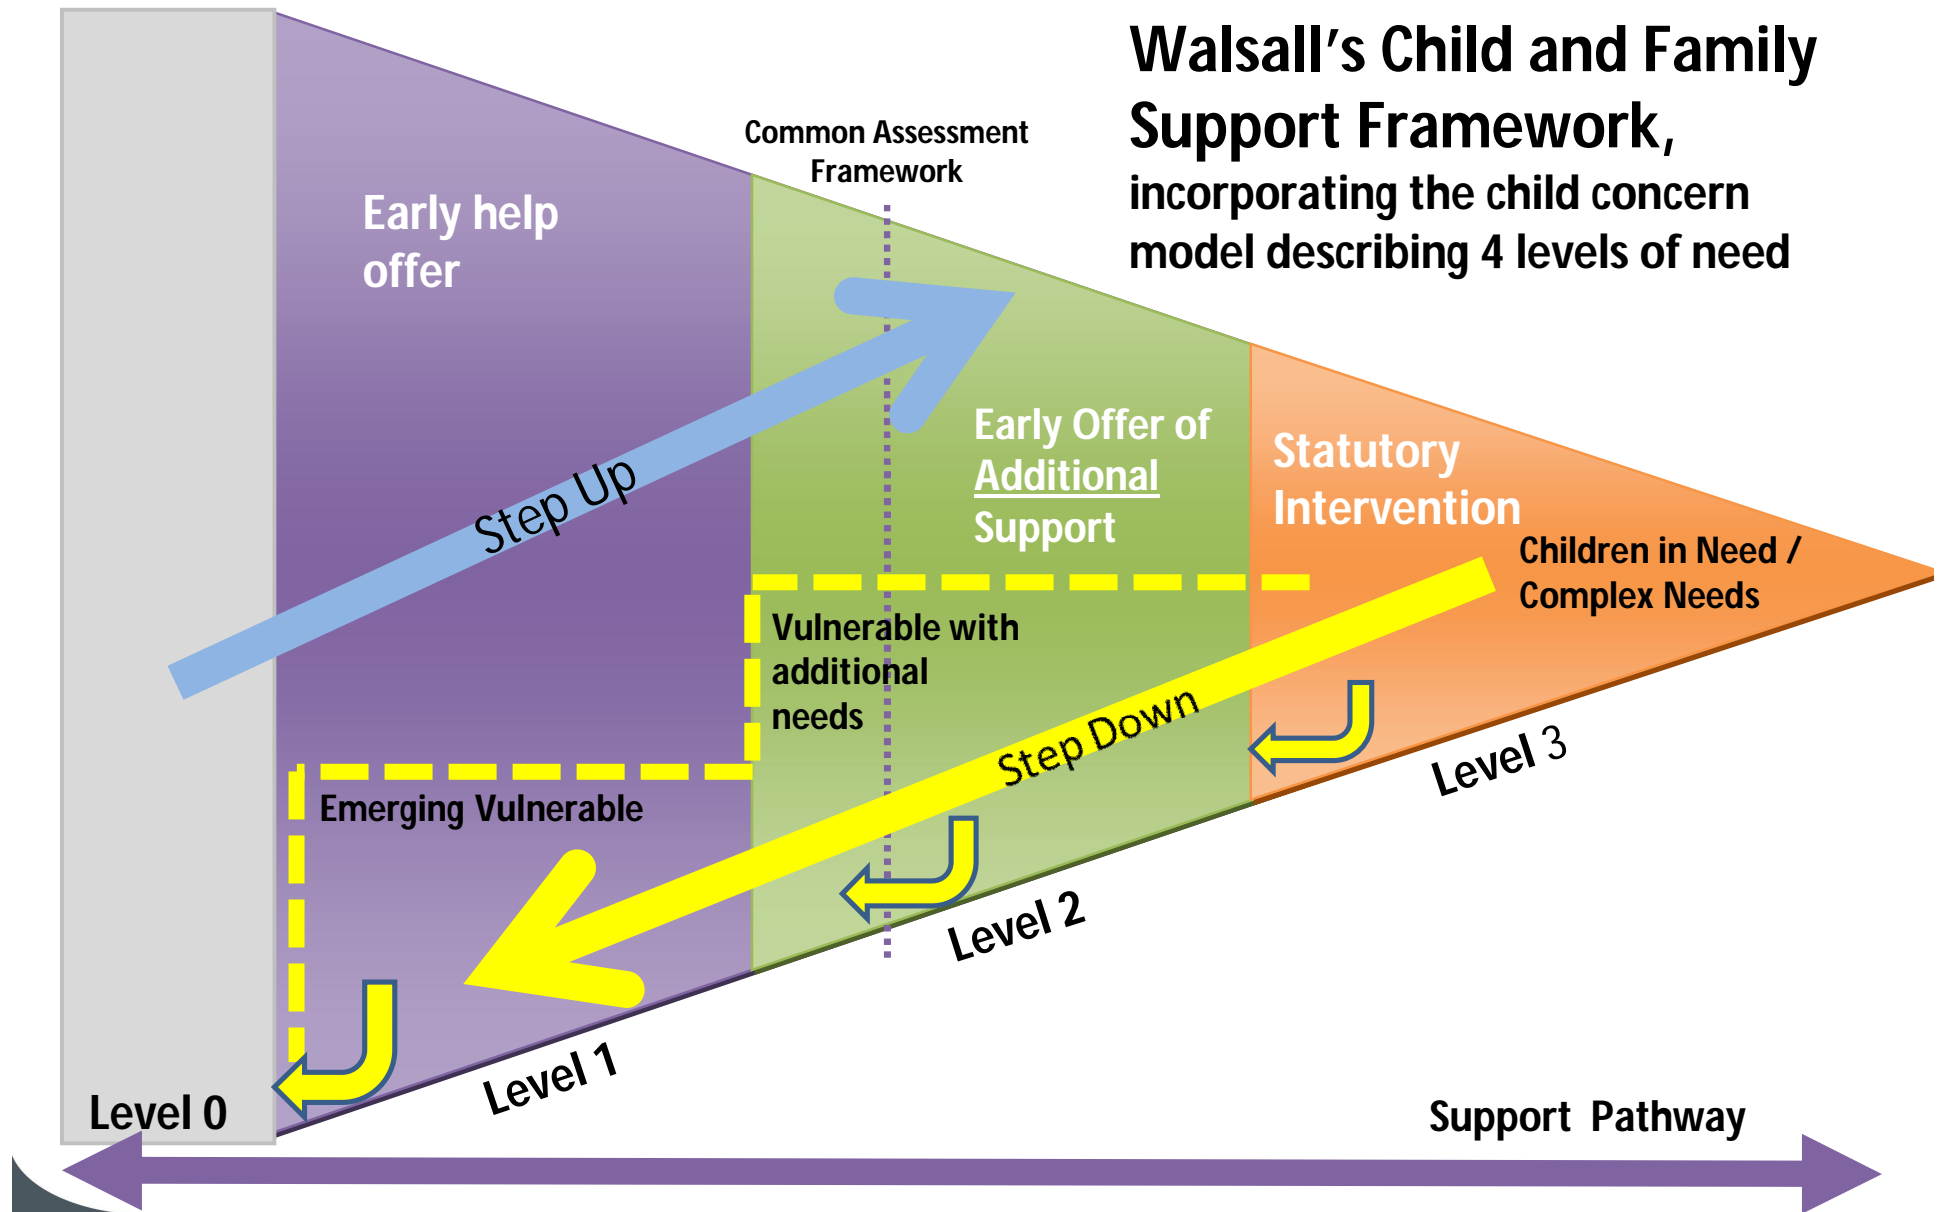 Walsall's Child and Family
Support Framework,
incorporating the child concern
model describing 4 levels of need
Common Assessment
Framework
Early help
offer
Early Offer of
Additional
Support
Statutory
Intervention
Children in Need /
Complex Needs
Step Up
Vulnerable with
additional
needs
Step Down
Emerging Vulnerable
Level 0
Level 1
Level 2
Level 3
Support Pathway